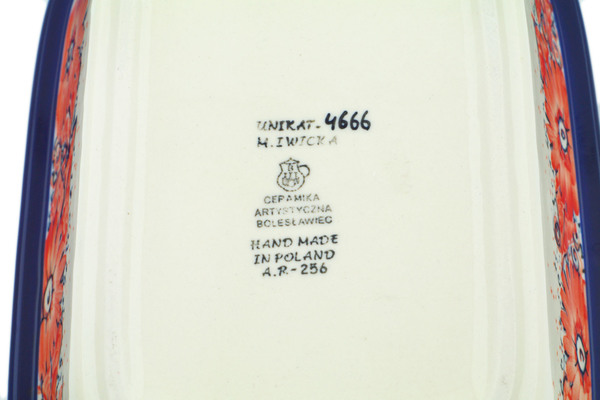 UNIKAT-4666
M.IWICKA
CERAMIKA
ARTYSTYCZNA
BOLESŁAWIEC
HAND MADE
IN POLAND
A.R-256